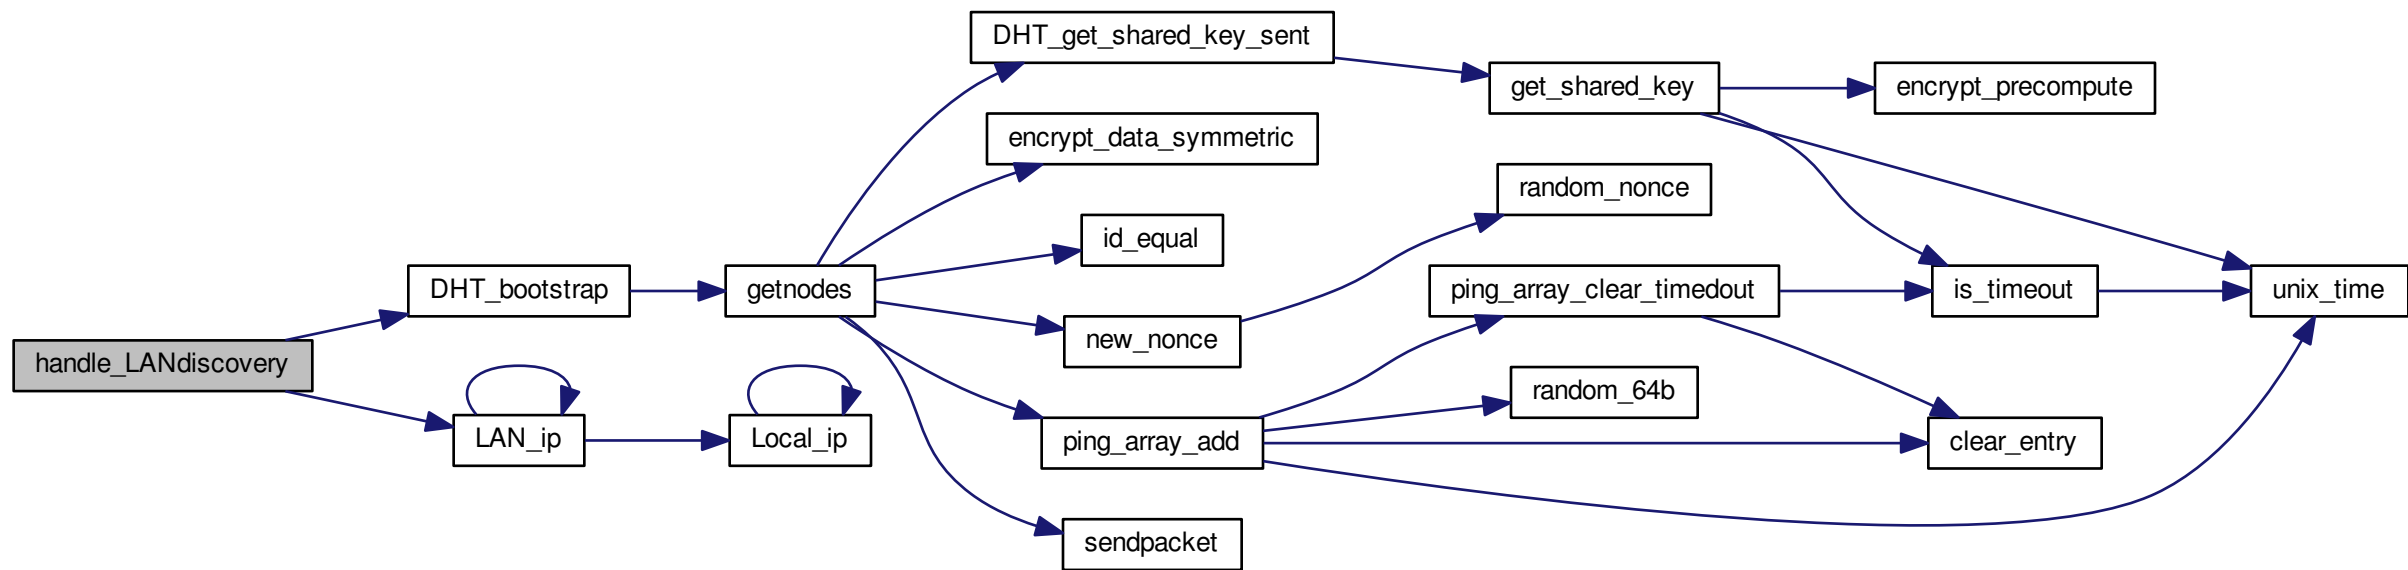 DHT_get_shared_key_sent
get_shared_key
encrypt_precompute
encrypt_data_symmetric
random_nonce
id_equal
DHT_bootstrap
getnodes
ping_array_clear_timedout
is_timeout
unix_time
new_nonce
handle_LANdiscovery
random_64b
LAN_ip
Local_ip
ping_array_add
clear_entry
sendpacket